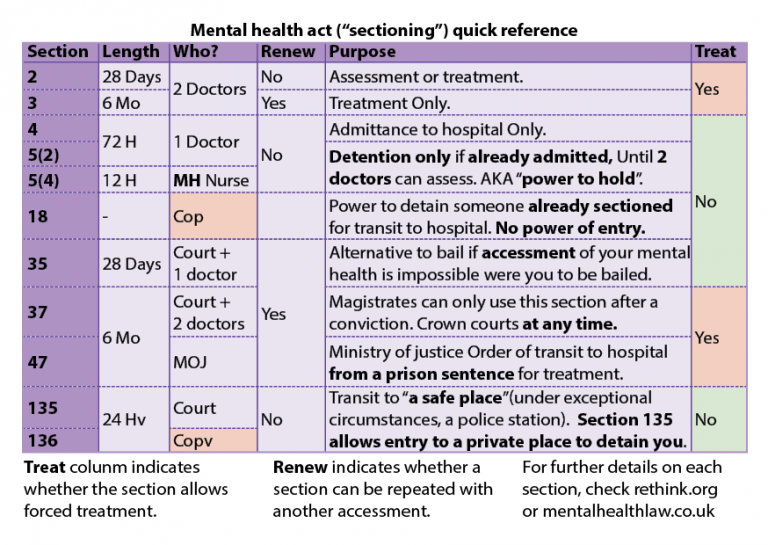 Mental health act (“sectioning”) quick reference
Section Length Who? Renew Purpose Treat
2 28 Days 2 Doctors No Assessment or treatment. Yes
3 6 Mo Yes Treatment Only.
4 72 H 1 Doctor No Admittance to hospital Only. No
5(2) Detention only if already admitted, Until 2
5(4) 12 H MH Nurse doctors can assess. AKA “power to hold”.
18 - Cop Power to detain someone already sectioned
for transit to hospital. No power of entry.
35 28 Days Court + Yes Alternative to bail if accessment of your mental
1 doctor health is impossible were you to be bailed.
37 6 Mo Court + Magistrates can only use this section after a Yes
2 doctors conviction. Crown courts at any time.
47 MOJ Ministry of justice Order of transit to hospital
from a prison sentence for treatment.
135 24 Hv Court No Transit to “a safe place”(under exceptional No
circumstances, a police station). Section 135
136 Copv allows entry to a private place to detain you.
Treat colunm indicates
whether the section allows
forced treatment.
Renew indicates whether a
section can be repeated with
another accessment.
For further details on each
section, check rethink.org
or mentalhealthlaw.co.uk